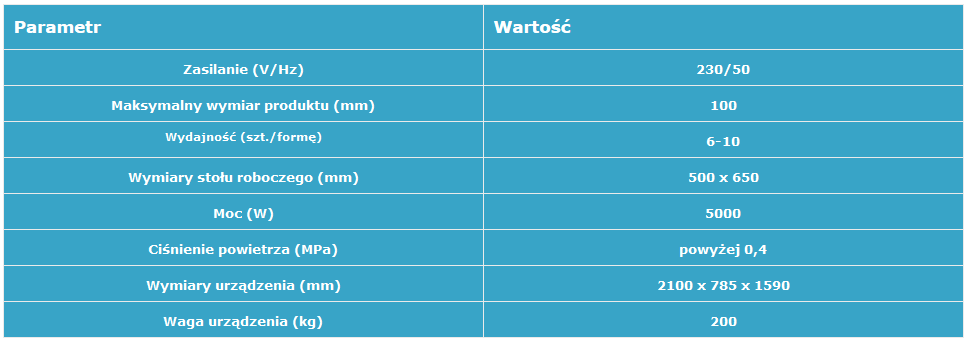 Parametr Wartość
Zasilanie (V/Hz) 230/50
Maksymalny wymiar produktu (mm) 100
Wydajność (szt./formę) 6-10
Wymiary stołu roboczego (mm) 500 x 650
Moc (W) 5000
Ciśnienie powietrza (MPa) powyżej 0,4
Wymiary urządzenia (mm) 2100 x 785 x 1590
Waga urządzenia (kg) 200